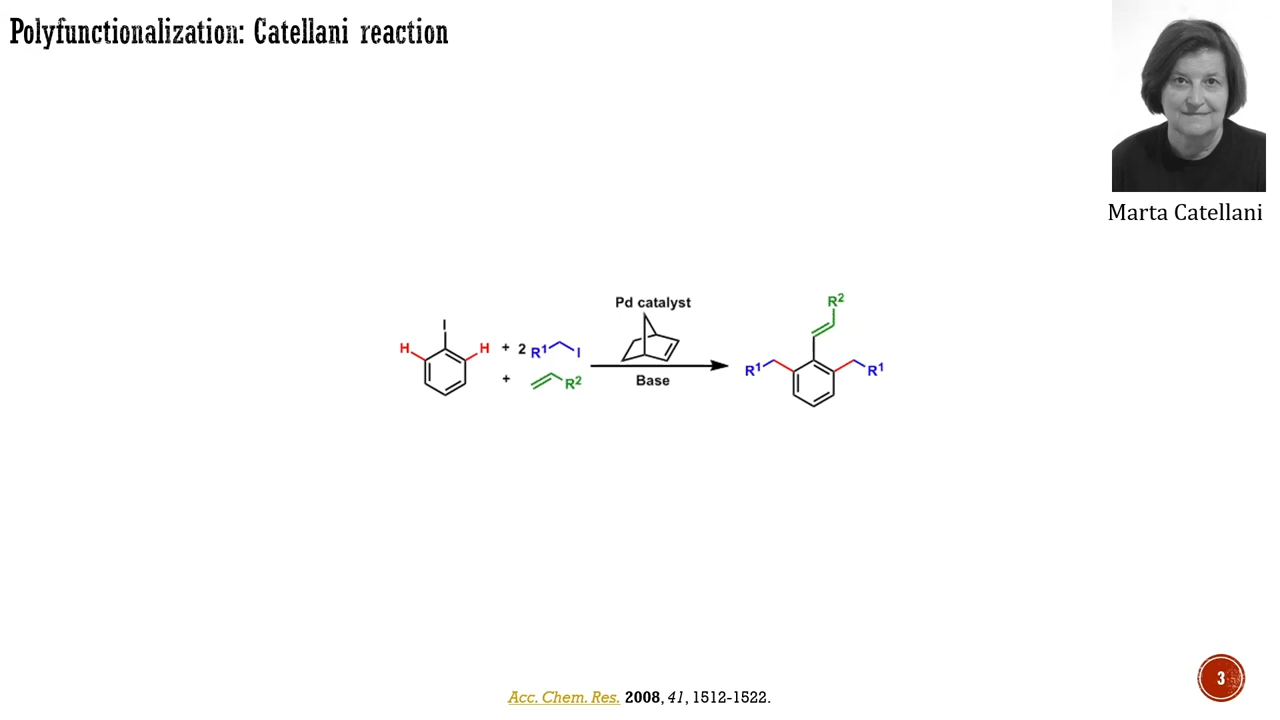 Polyfunctionalization: Catellani reaction
Marta Catellani
Pd catalyst
Base
I
H
H
+ 2 R¹ I
+ R²
R²
R¹
R¹
Acc. Chem. Res. 2008, 41, 1512-1522.
3